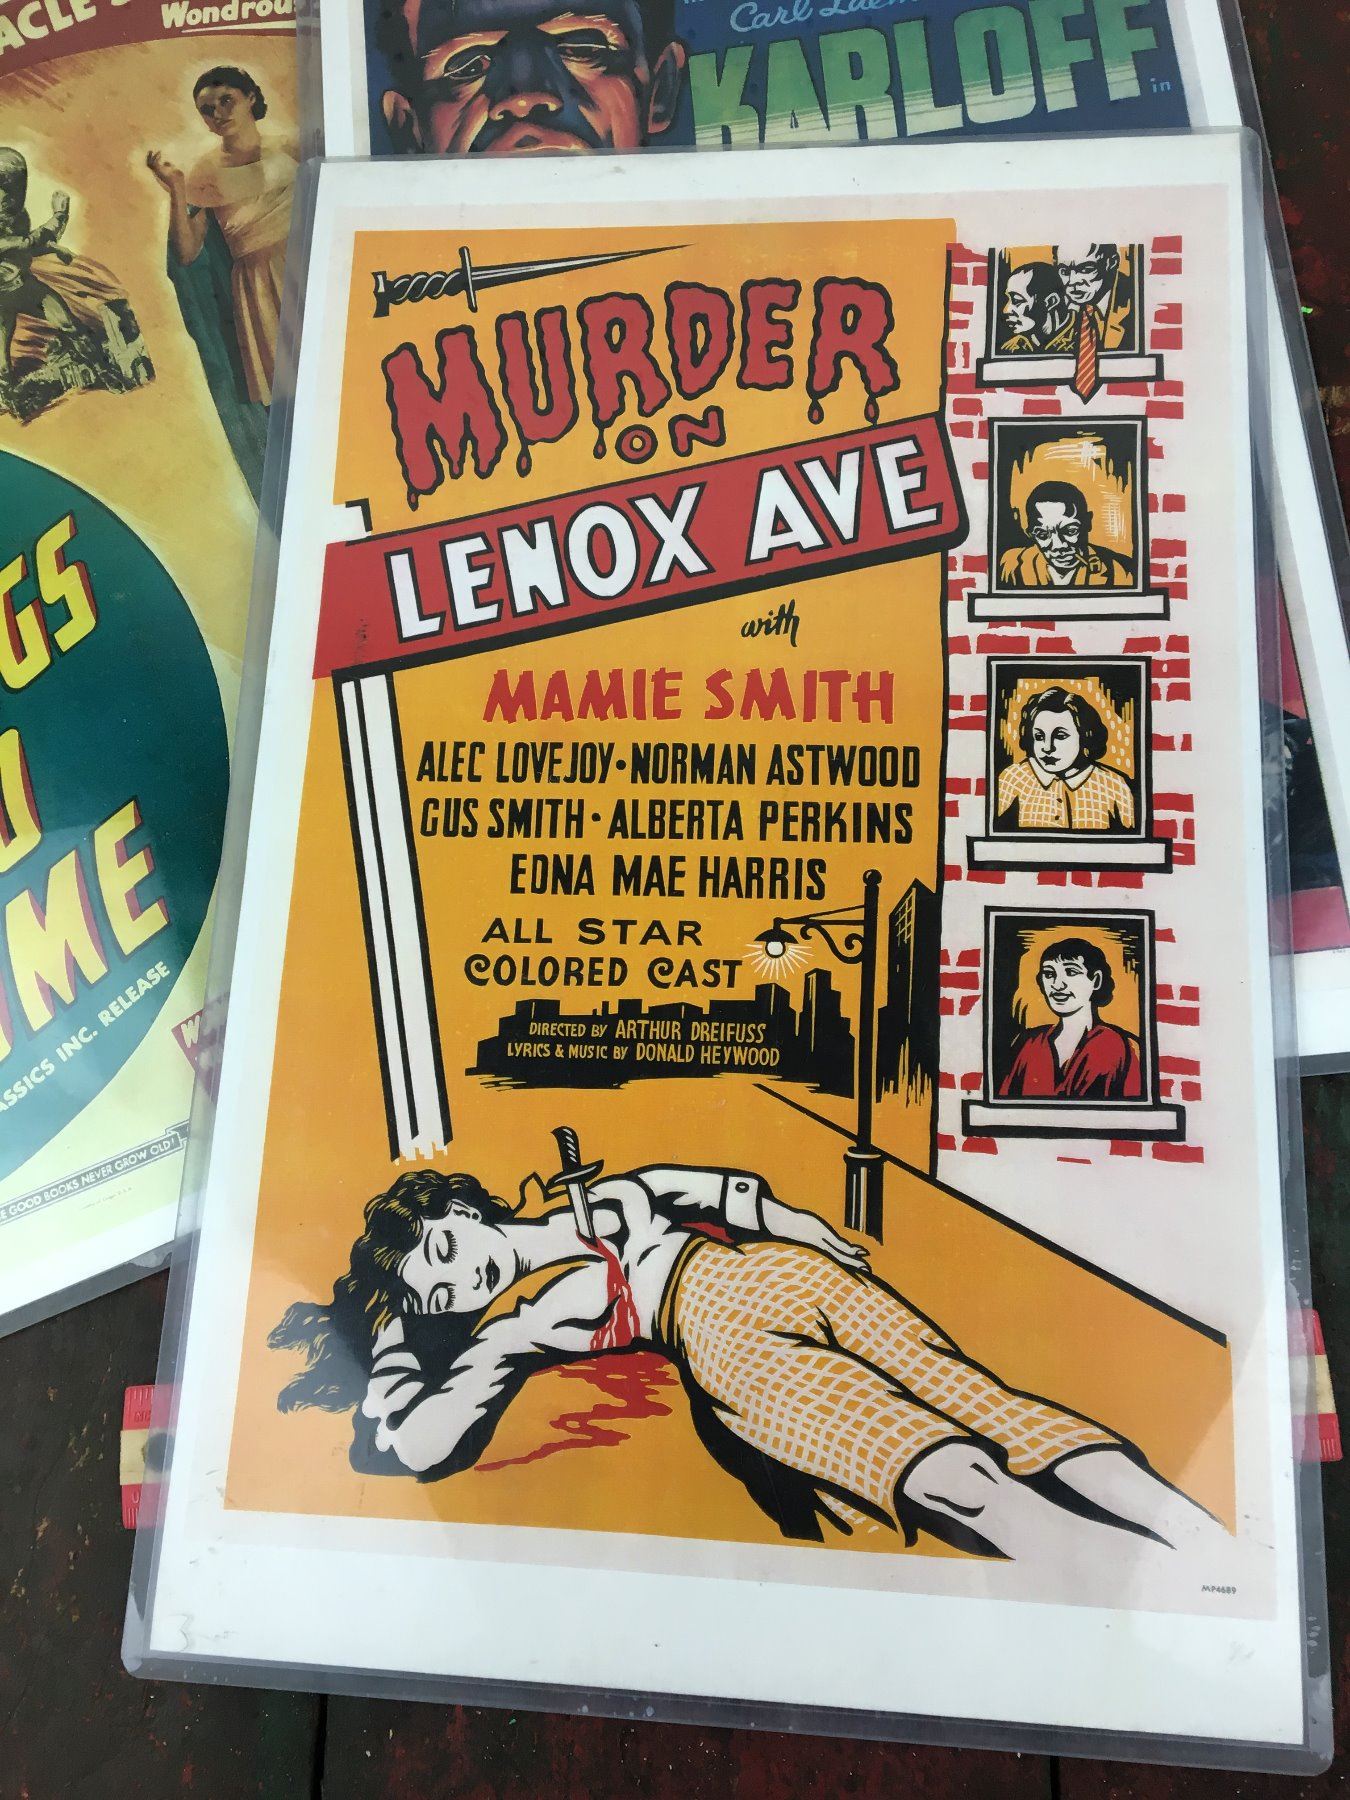 ACLE
Wondrou
Carl Laem
KARLOFF
in
MURDER
ON
LENOX AVE
with
MAMIE SMITH
ALEC LOVEJOY · NORMAN ASTWOOD
GUS SMITH · ALBERTA PERKINS
EDNA MAE HARRIS
ALL STAR
COLORED CAST
DIRECTED BY ARTHUR DREIFUSS
LYRICS & MUSIC BY DONALD HEYWOOD
MP4689
GS
O
ME
ASSICS INC. RELEASE
E GOOD BOOKS NEVER GROW OLD!